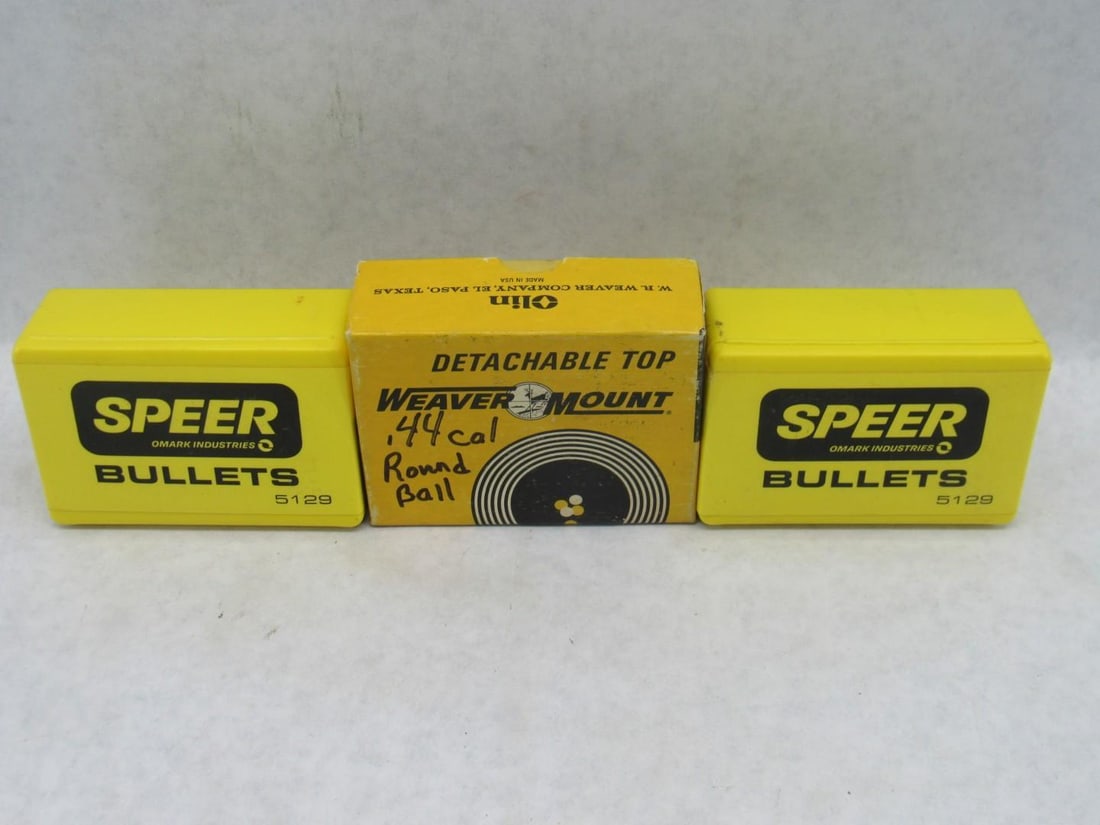 SPEER
OMARK INDUSTRIES
BULLETS
5129
W. R. WEAVER COMPANY, EL PASO, TEXAS
MADE IN USA
Olin
DETACHABLE TOP
WEAVER MOUNT®
.44 cal
Round
Ball
SPEER
OMARK INDUSTRIES
BULLETS
5129